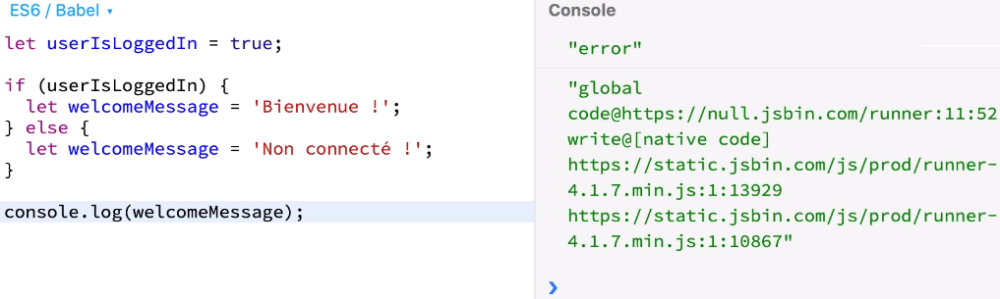 ES6 / Babel ▾
let userIsLoggedIn = true;
if (userIsLoggedIn) {
  let welcomeMessage = 'Bienvenue !';
} else {
  let welcomeMessage = 'Non connecté !';
}
console.log(welcomeMessage);
Console
"error"
"global
code@https://null.jsbin.com/runner:11:52
write@[native code]
https://static.jsbin.com/js/prod/runner-
4.1.7.min.js:1:13929
https://static.jsbin.com/js/prod/runner-
4.1.7.min.js:1:10867"
❯